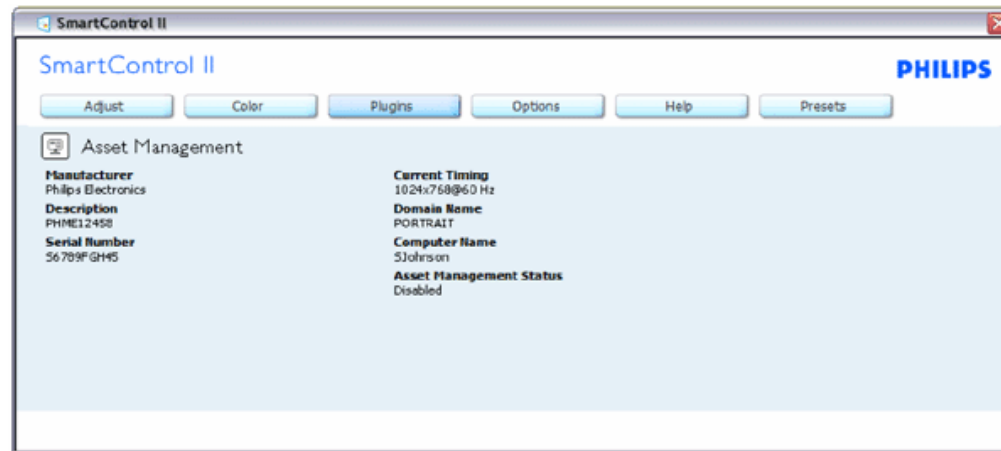 SmartControl II
SmartControl II
PHILIPS
Adjust Color Plugins Options Help Presets
Asset Management
Manufacturer
Philips Electronics
Description
PHME12458
Serial Number
S6789FGH45
Current Timing
1024x768@60 Hz
Domain Name
PORTRAIT
Computer Name
SJohnson
Asset Management Status
Disabled